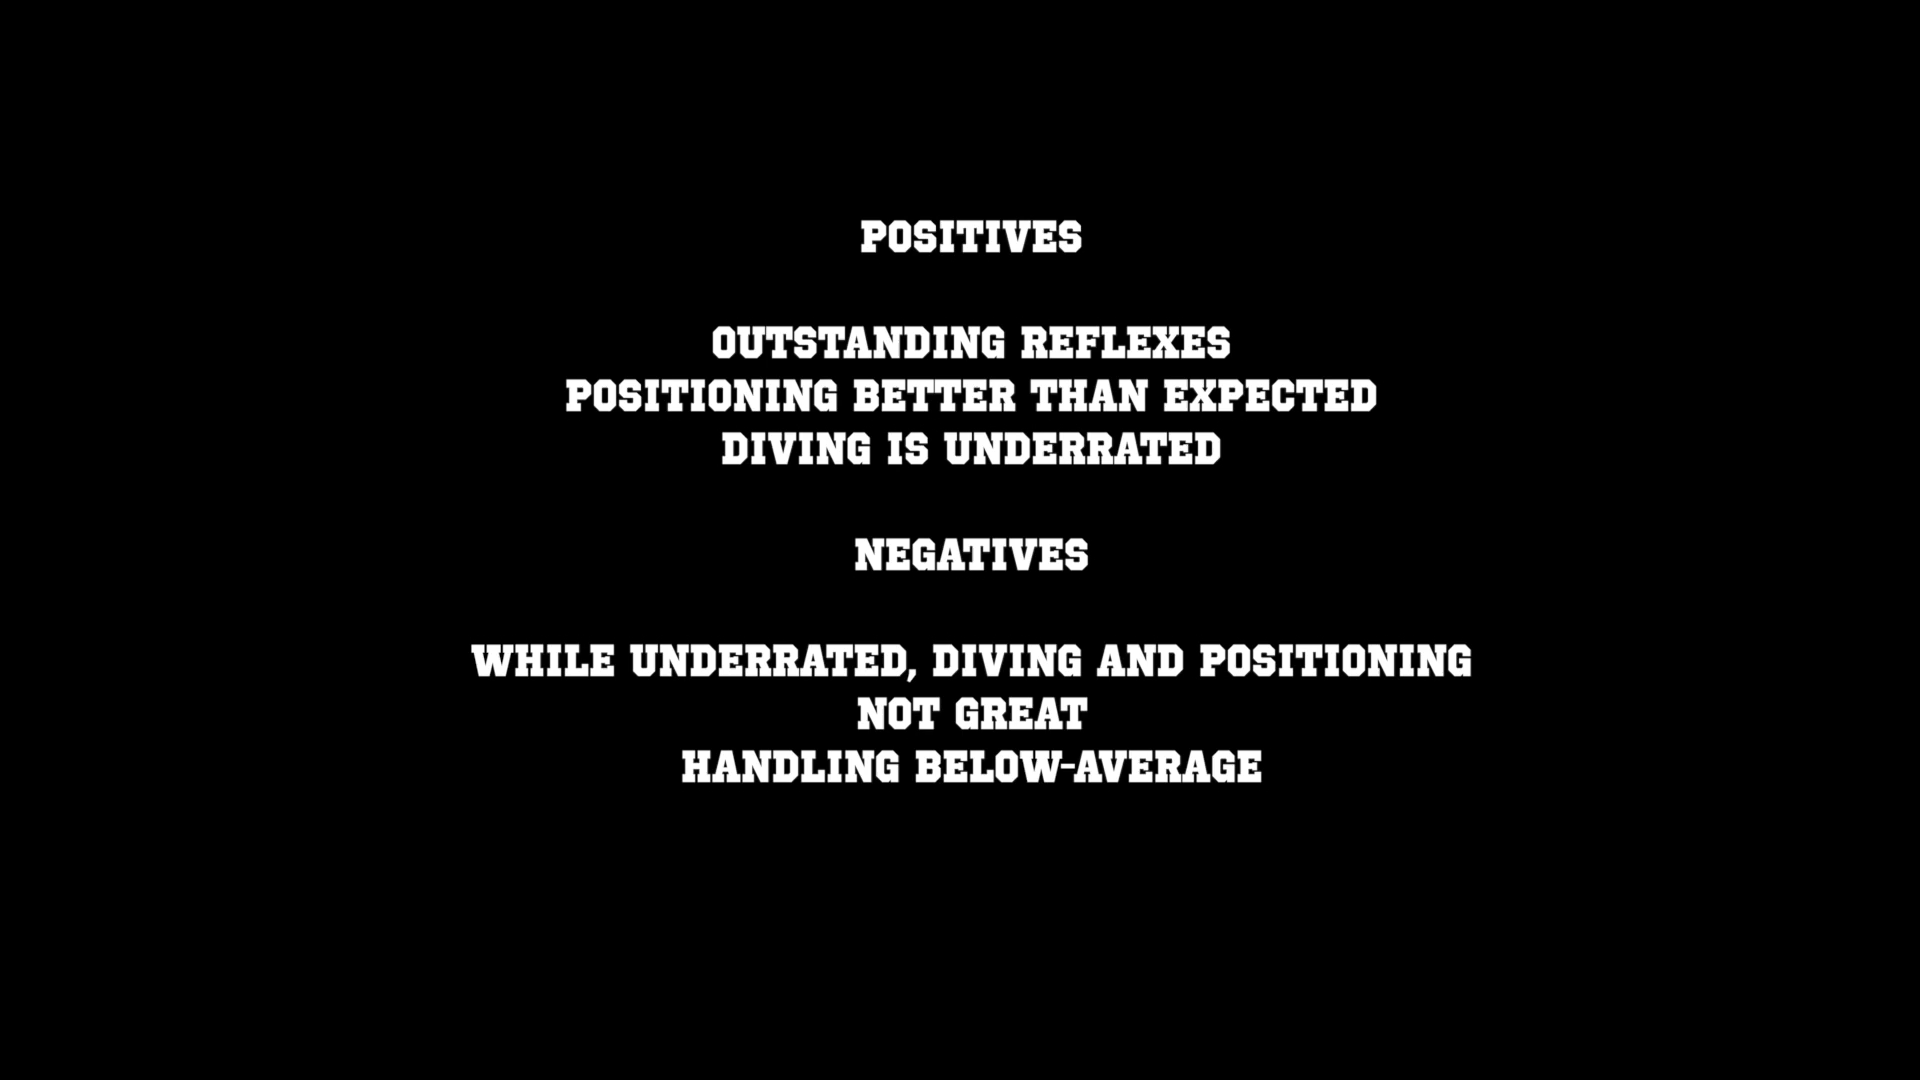 POSITIVES
OUTSTANDING REFLEXES
POSITIONING BETTER THAN EXPECTED
DIVING IS UNDERRATED
NEGATIVES
WHILE UNDERRATED, DIVING AND POSITIONING
NOT GREAT
HANDLING BELOW-AVERAGE